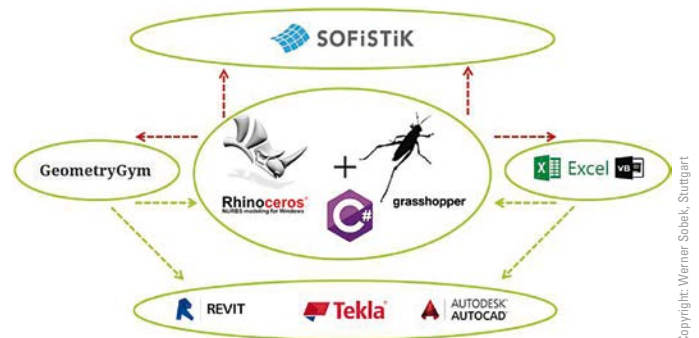 SOFiSTiK
GeometryGym
Rhinoceros®
NURBS modeling for Windows
+
C#
grasshopper
Excel
VB
REVIT
Tekla®
AUTODESK®
AUTOCAD®
Copyright: Werner Sobek, Stuttgart